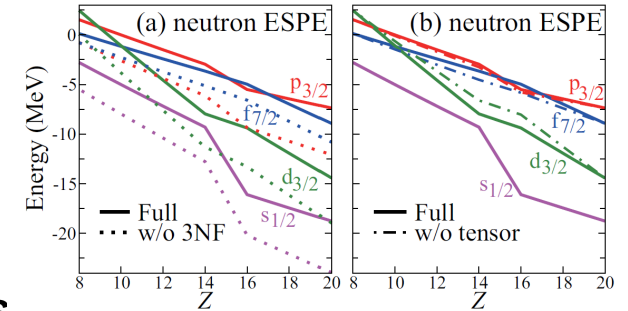 (a) neutron ESPE
(b) neutron ESPE
Energy (MeV)
0
-5
-10
-15
-20
p3/2
f7/2
d3/2
s1/2
Full
w/o 3NF
8 10 12 14 16 18 20
Z
p3/2
f7/2
d3/2
s1/2
Full
w/o tensor
8 10 12 14 16 18 20
Z